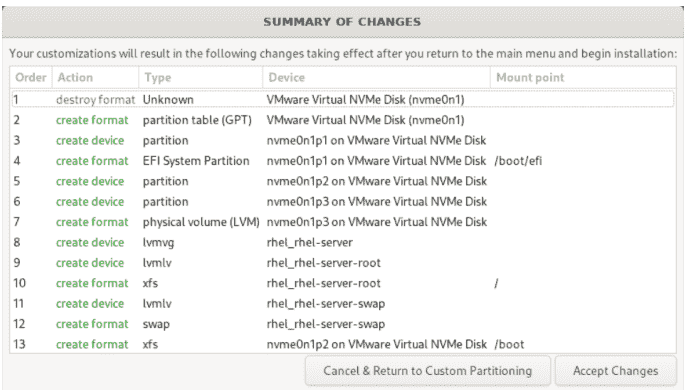 SUMMARY OF CHANGES
Your customizations will result in the following changes taking effect after you return to the main menu and begin installation:
Order Action Type Device Mount point
1 destroy format Unknown VMware Virtual NVMe Disk (nvme0n1)
2 create format partition table (GPT) VMware Virtual NVMe Disk (nvme0n1)
3 create device partition nvme0n1p1 on VMware Virtual NVMe Disk
4 create format EFI System Partition nvme0n1p1 on VMware Virtual NVMe Disk /boot/efi
5 create device partition nvme0n1p2 on VMware Virtual NVMe Disk
6 create device partition nvme0n1p3 on VMware Virtual NVMe Disk
7 create format physical volume (LVM) nvme0n1p3 on VMware Virtual NVMe Disk
8 create device lvmvg rhel_rhel-server
9 create device lvmlv rhel_rhel-server-root
10 create format xfs rhel_rhel-server-root /
11 create device lvmlv rhel_rhel-server-swap
12 create format swap rhel_rhel-server-swap
13 create format xfs nvme0n1p2 on VMware Virtual NVMe Disk /boot
Cancel & Return to Custom Partitioning Accept Changes